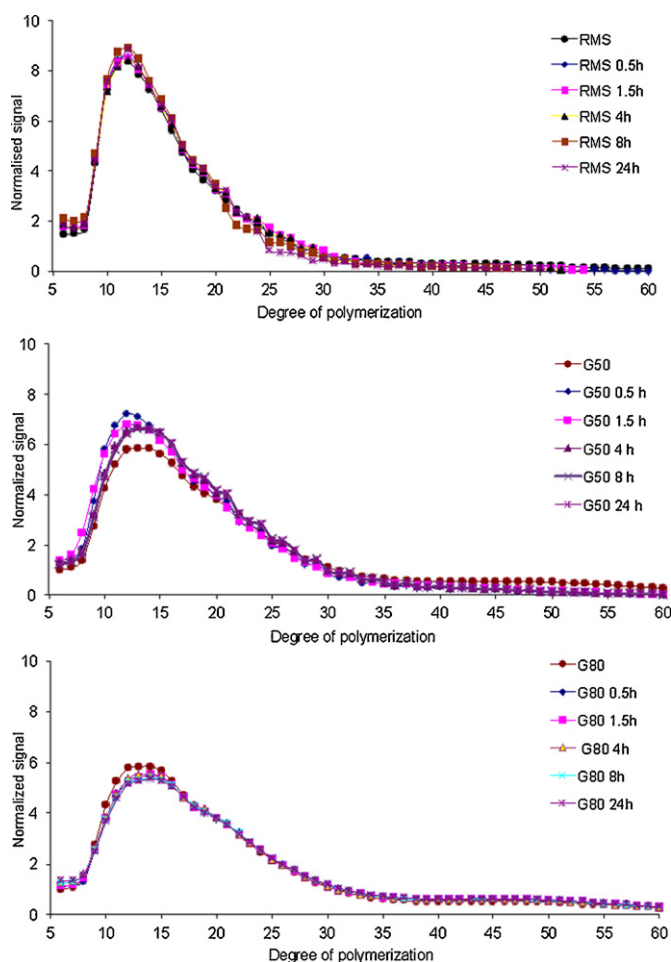 10
8
6
4
2
0
Normalised signal
RMS
RMS 0.5h
RMS 1.5h
RMS 4h
RMS 8h
RMS 24h
5 10 15 20 25 30 35 40 45 50 55 60
Degree of polymerization
10
8
6
4
2
0
Normalized signal
G50
G50 0.5 h
G50 1.5 h
G50 4 h
G50 8 h
G50 24 h
5 10 15 20 25 30 35 40 45 50 55 60
Degree of polymerization
10
8
6
4
2
0
Normalized signal
G80
G80 0.5h
G80 1.5h
G80 4h
G80 8h
G80 24h
5 10 15 20 25 30 35 40 45 50 55 60
Degree of polymerization